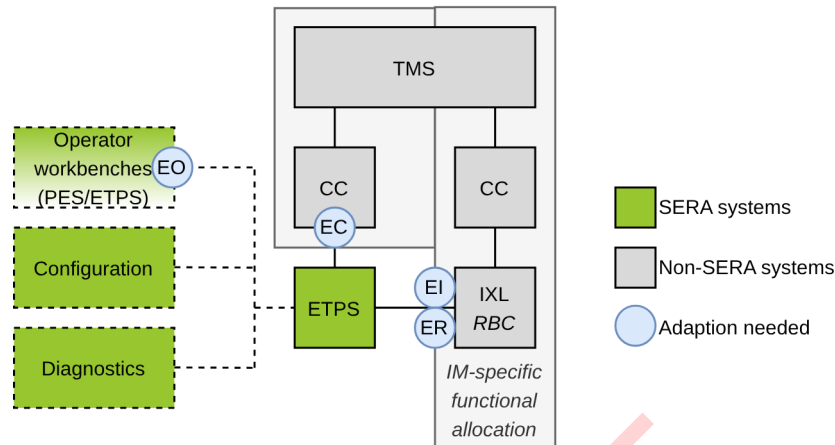 TMS
Operator
workbenches
(PES/ETPS)
EO
CC
CC
EC
SERA systems
Configuration
Non-SERA systems
EI
ETPS
IXL
RBC
ER
Adaption needed
Diagnostics
IM-specific
functional
allocation